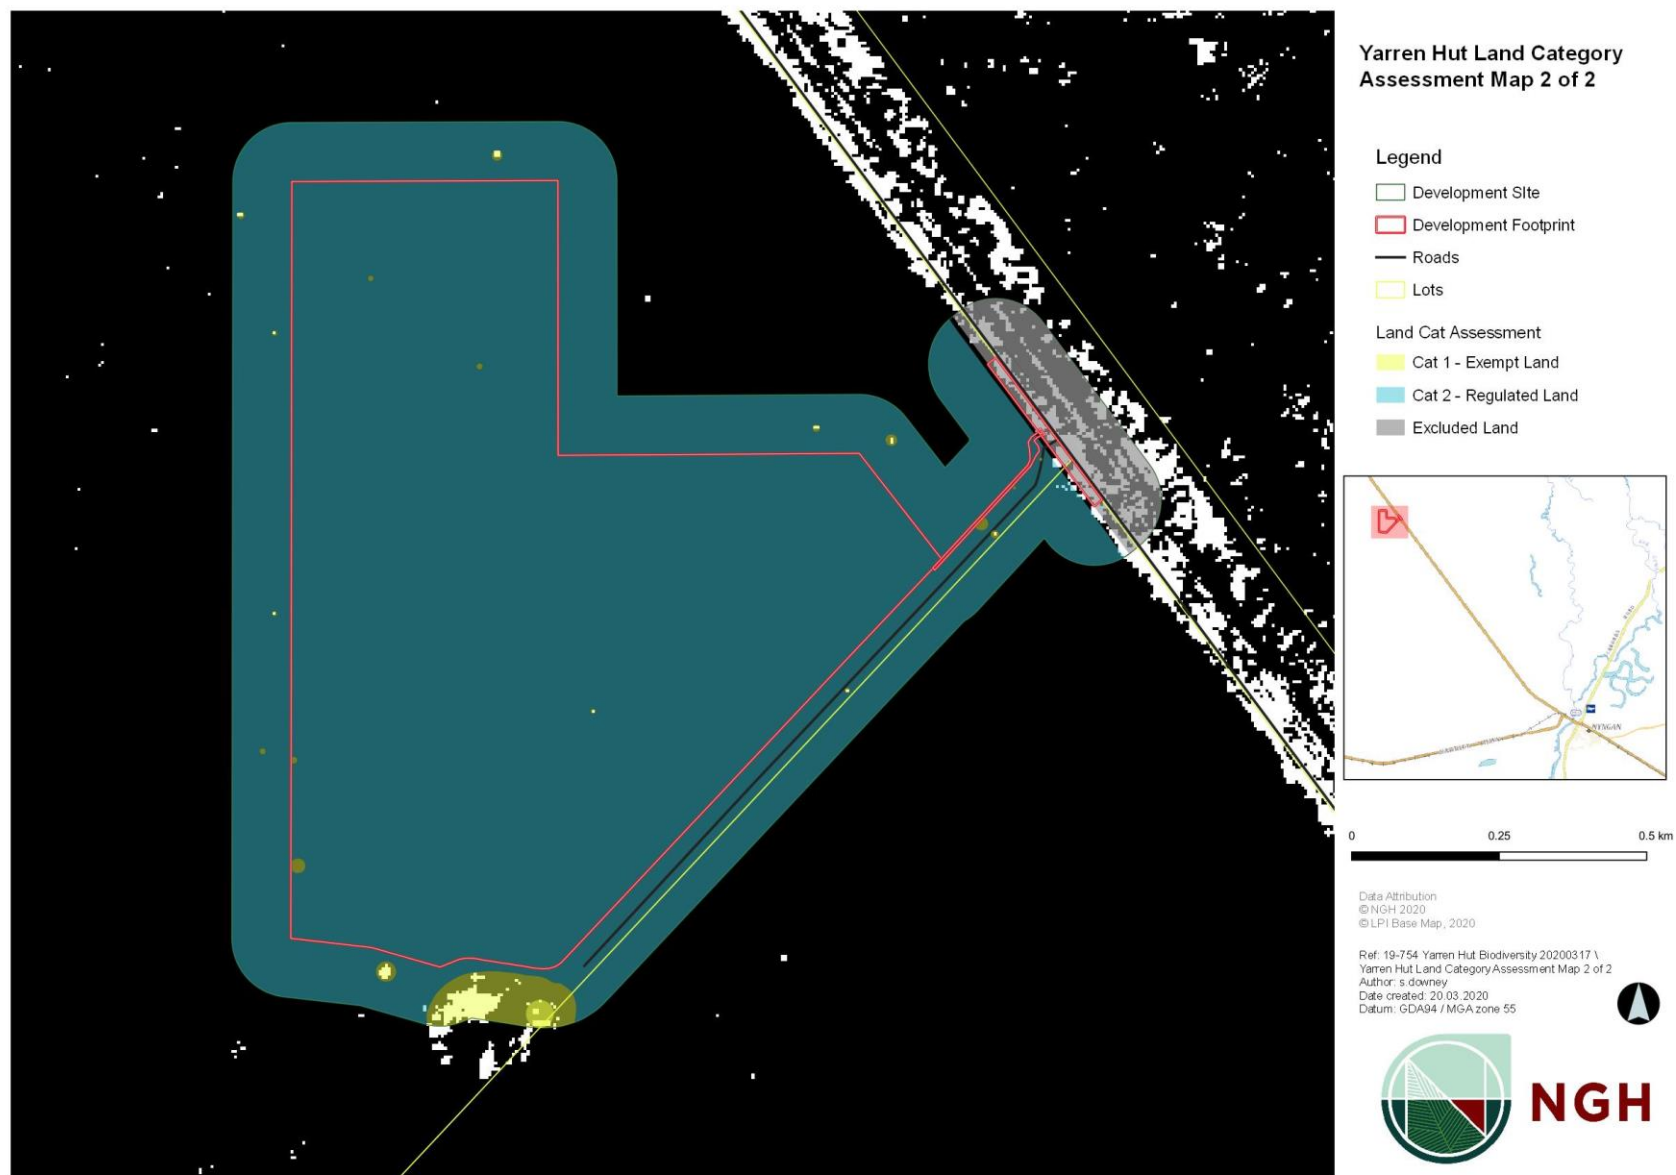 Yarren Hut Land Category
Assessment Map 2 of 2
Legend
Development SIte
Development Footprint
Roads
Lots
Land Cat Assessment
Cat 1 - Exempt Land
Cat 2 - Regulated Land
Excluded Land
NYNGAN
0 0.25 0.5 km
Data Attribution
© NGH 2020
© LPI Base Map, 2020
Ref: 19-754 Yarren Hut Biodiversity 20200317 \
Yarren Hut Land Category Assessment Map 2 of 2
Author: s.downey
Date created: 20.03.2020
Datum: GDA94 / MGA zone 55
NGH